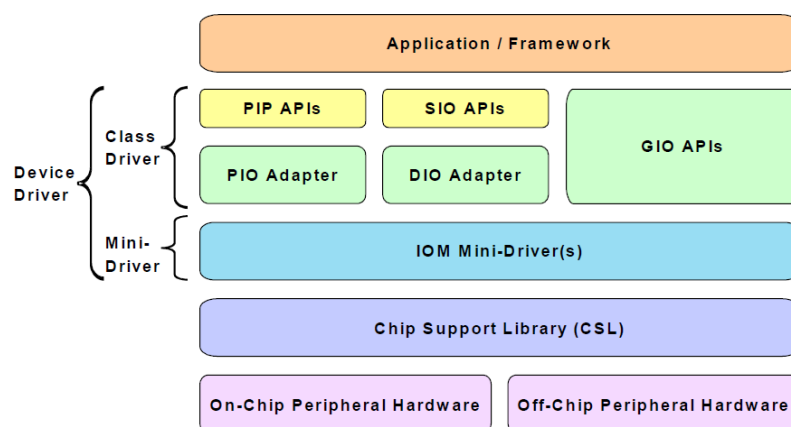 Application / Framework
PIP APIs
SIO APIs
GIO APIs
Class
Driver
Device
Driver
PIO Adapter
DIO Adapter
Mini-
Driver
IOM Mini-Driver(s)
Chip Support Library (CSL)
On-Chip Peripheral Hardware
Off-Chip Peripheral Hardware